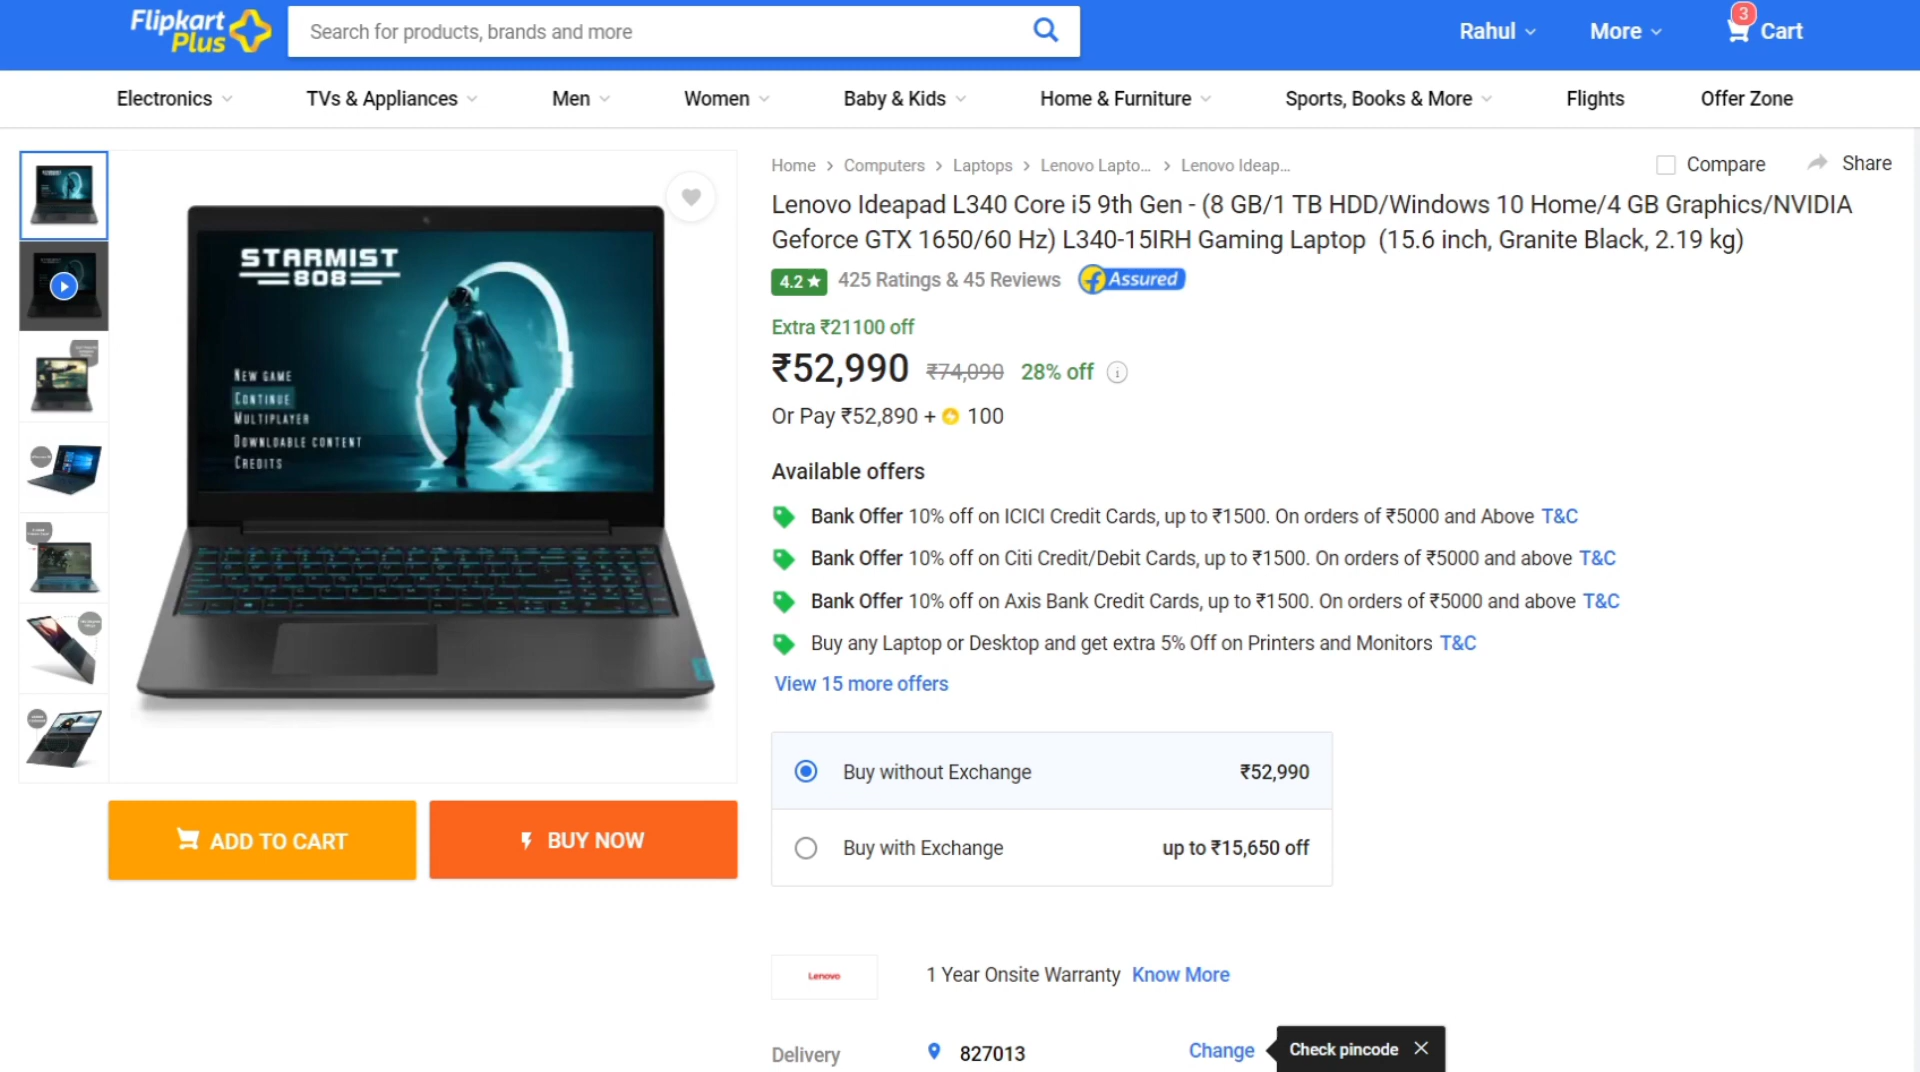 Flipkart
Plus
Search for products, brands and more
Rahul
More
3
Cart
Electronics
TVs & Appliances
Men
Women
Baby & Kids
Home & Furniture
Sports, Books & More
Flights
Offer Zone
Home > Computers > Laptops > Lenovo Lapto... > Lenovo Ideap...
Compare
Share
Lenovo Ideapad L340 Core i5 9th Gen - (8 GB/1 TB HDD/Windows 10 Home/4 GB Graphics/NVIDIA
Geforce GTX 1650/60 Hz) L340-15IRH Gaming Laptop (15.6 inch, Granite Black, 2.19 kg)
4.2★ 425 Ratings & 45 Reviews f Assured
Extra ₹21100 off
₹52,990 ₹74,090 28% off i
Or Pay ₹52,890 + 100
Available offers
Bank Offer 10% off on ICICI Credit Cards, up to ₹1500. On orders of ₹5000 and Above T&C
Bank Offer 10% off on Citi Credit/Debit Cards, up to ₹1500. On orders of ₹5000 and above T&C
Bank Offer 10% off on Axis Bank Credit Cards, up to ₹1500. On orders of ₹5000 and above T&C
Buy any Laptop or Desktop and get extra 5% Off on Printers and Monitors T&C
View 15 more offers
Buy without Exchange ₹52,990
Buy with Exchange up to ₹15,650 off
Lenovo
1 Year Onsite Warranty Know More
Delivery 827013 Change
Check pincode
STARMIST
808
NEW GAME
CONTINUE
MULTIPLAYER
DOWNLOABLE CONTENT
CREDITS
ADD TO CART
BUY NOW